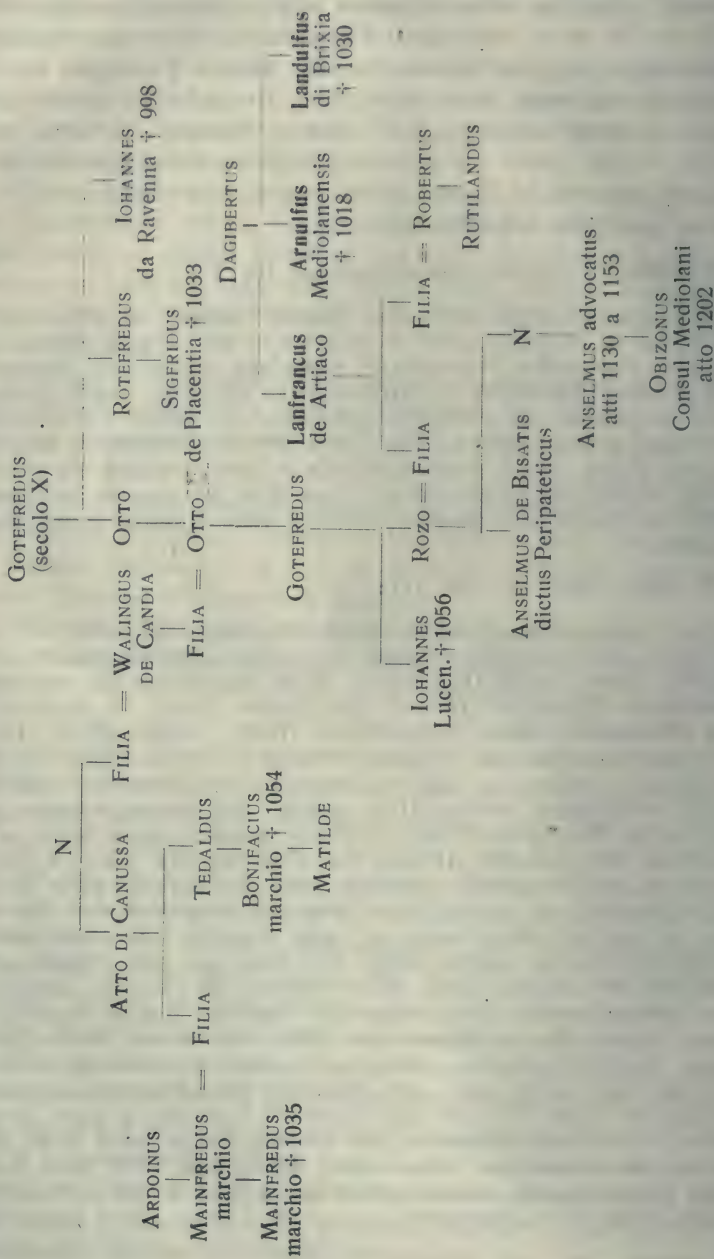 GOTEFREDUS
(secolo X)
N
ATTO DI CANUSSA
FILIA = WALINGUS
DE CANDIA
OTTO
ROTEFREDUS
IOHANNES
da Ravenna † 998
ARDOINUS
MAINFREDUS = FILIA
marchio
MAINFREDUS
marchio † 1035
TEDALDUS
BONIFACIUS
marchio † 1054
MATILDE
FILIA = OTTO de Placentia † 1033
SIGFRIDUS
DAGIBERTUS
GOTEFREDUS
Lanfrancus
de Artiaco
Arnulfus
Mediolanensis
† 1018
Landulfus
di Brixia
† 1030
IOHANNES
Lucen. † 1056
ROZO = FILIA
FILIA = ROBERTUS
RUTILANDUS
ANSELMUS DE BISATIS
dictus Peripateticus
N
ANSELMUS advocatus
atti 1130 a 1153
OBIZONUS
Consul Mediolani
atto 1202